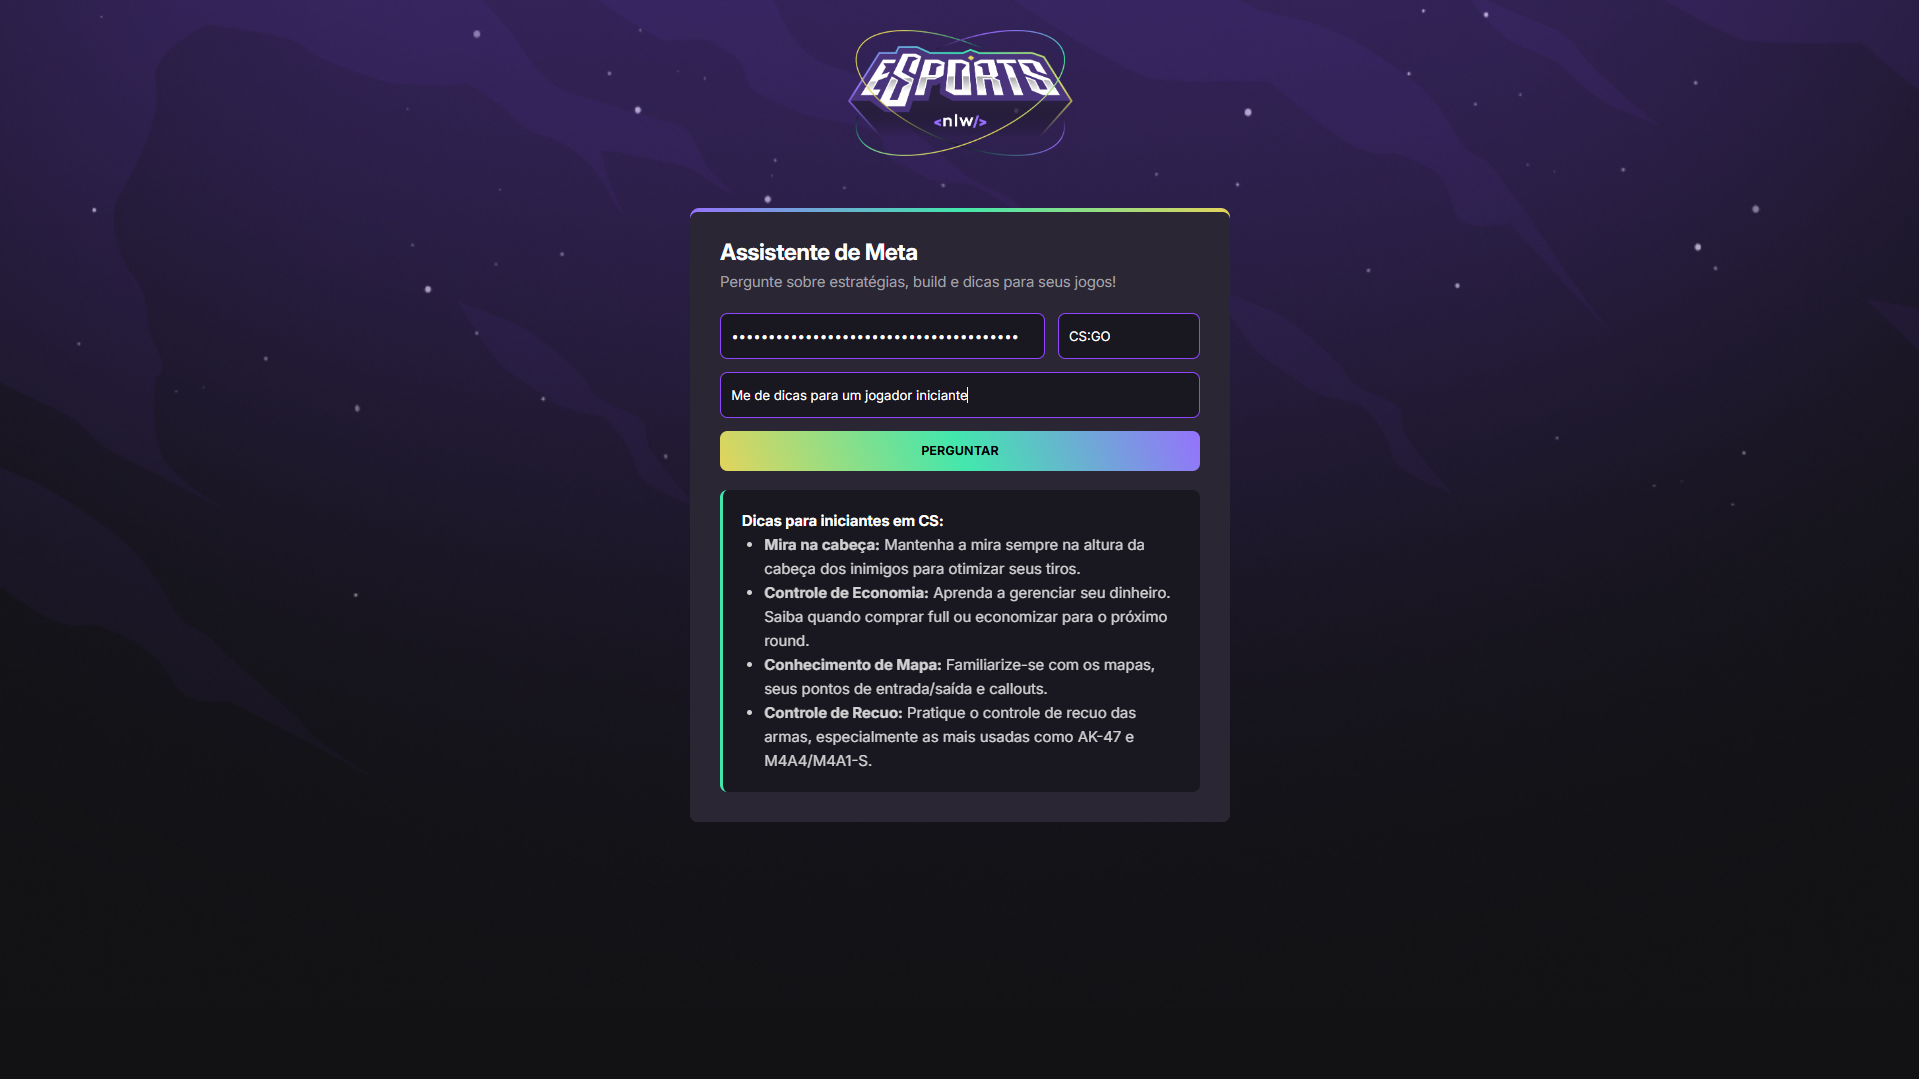 ESPORTS
<nlw/>
Assistente de Meta
Pergunte sobre estratégias, build e dicas para seus jogos!
•••••••••••••••••••••••••••••••••••••••
CS:GO
Me de dicas para um jogador iniciante
PERGUNTAR
Dicas para iniciantes em CS:
• Mira na cabeça: Mantenha a mira sempre na altura da
cabeça dos inimigos para otimizar seus tiros.
• Controle de Economia: Aprenda a gerenciar seu dinheiro.
Saiba quando comprar full ou economizar para o próximo
round.
• Conhecimento de Mapa: Familiarize-se com os mapas,
seus pontos de entrada/saída e callouts.
• Controle de Recuo: Pratique o controle de recuo das
armas, especialmente as mais usadas como AK-47 e
M4A4/M4A1-S.